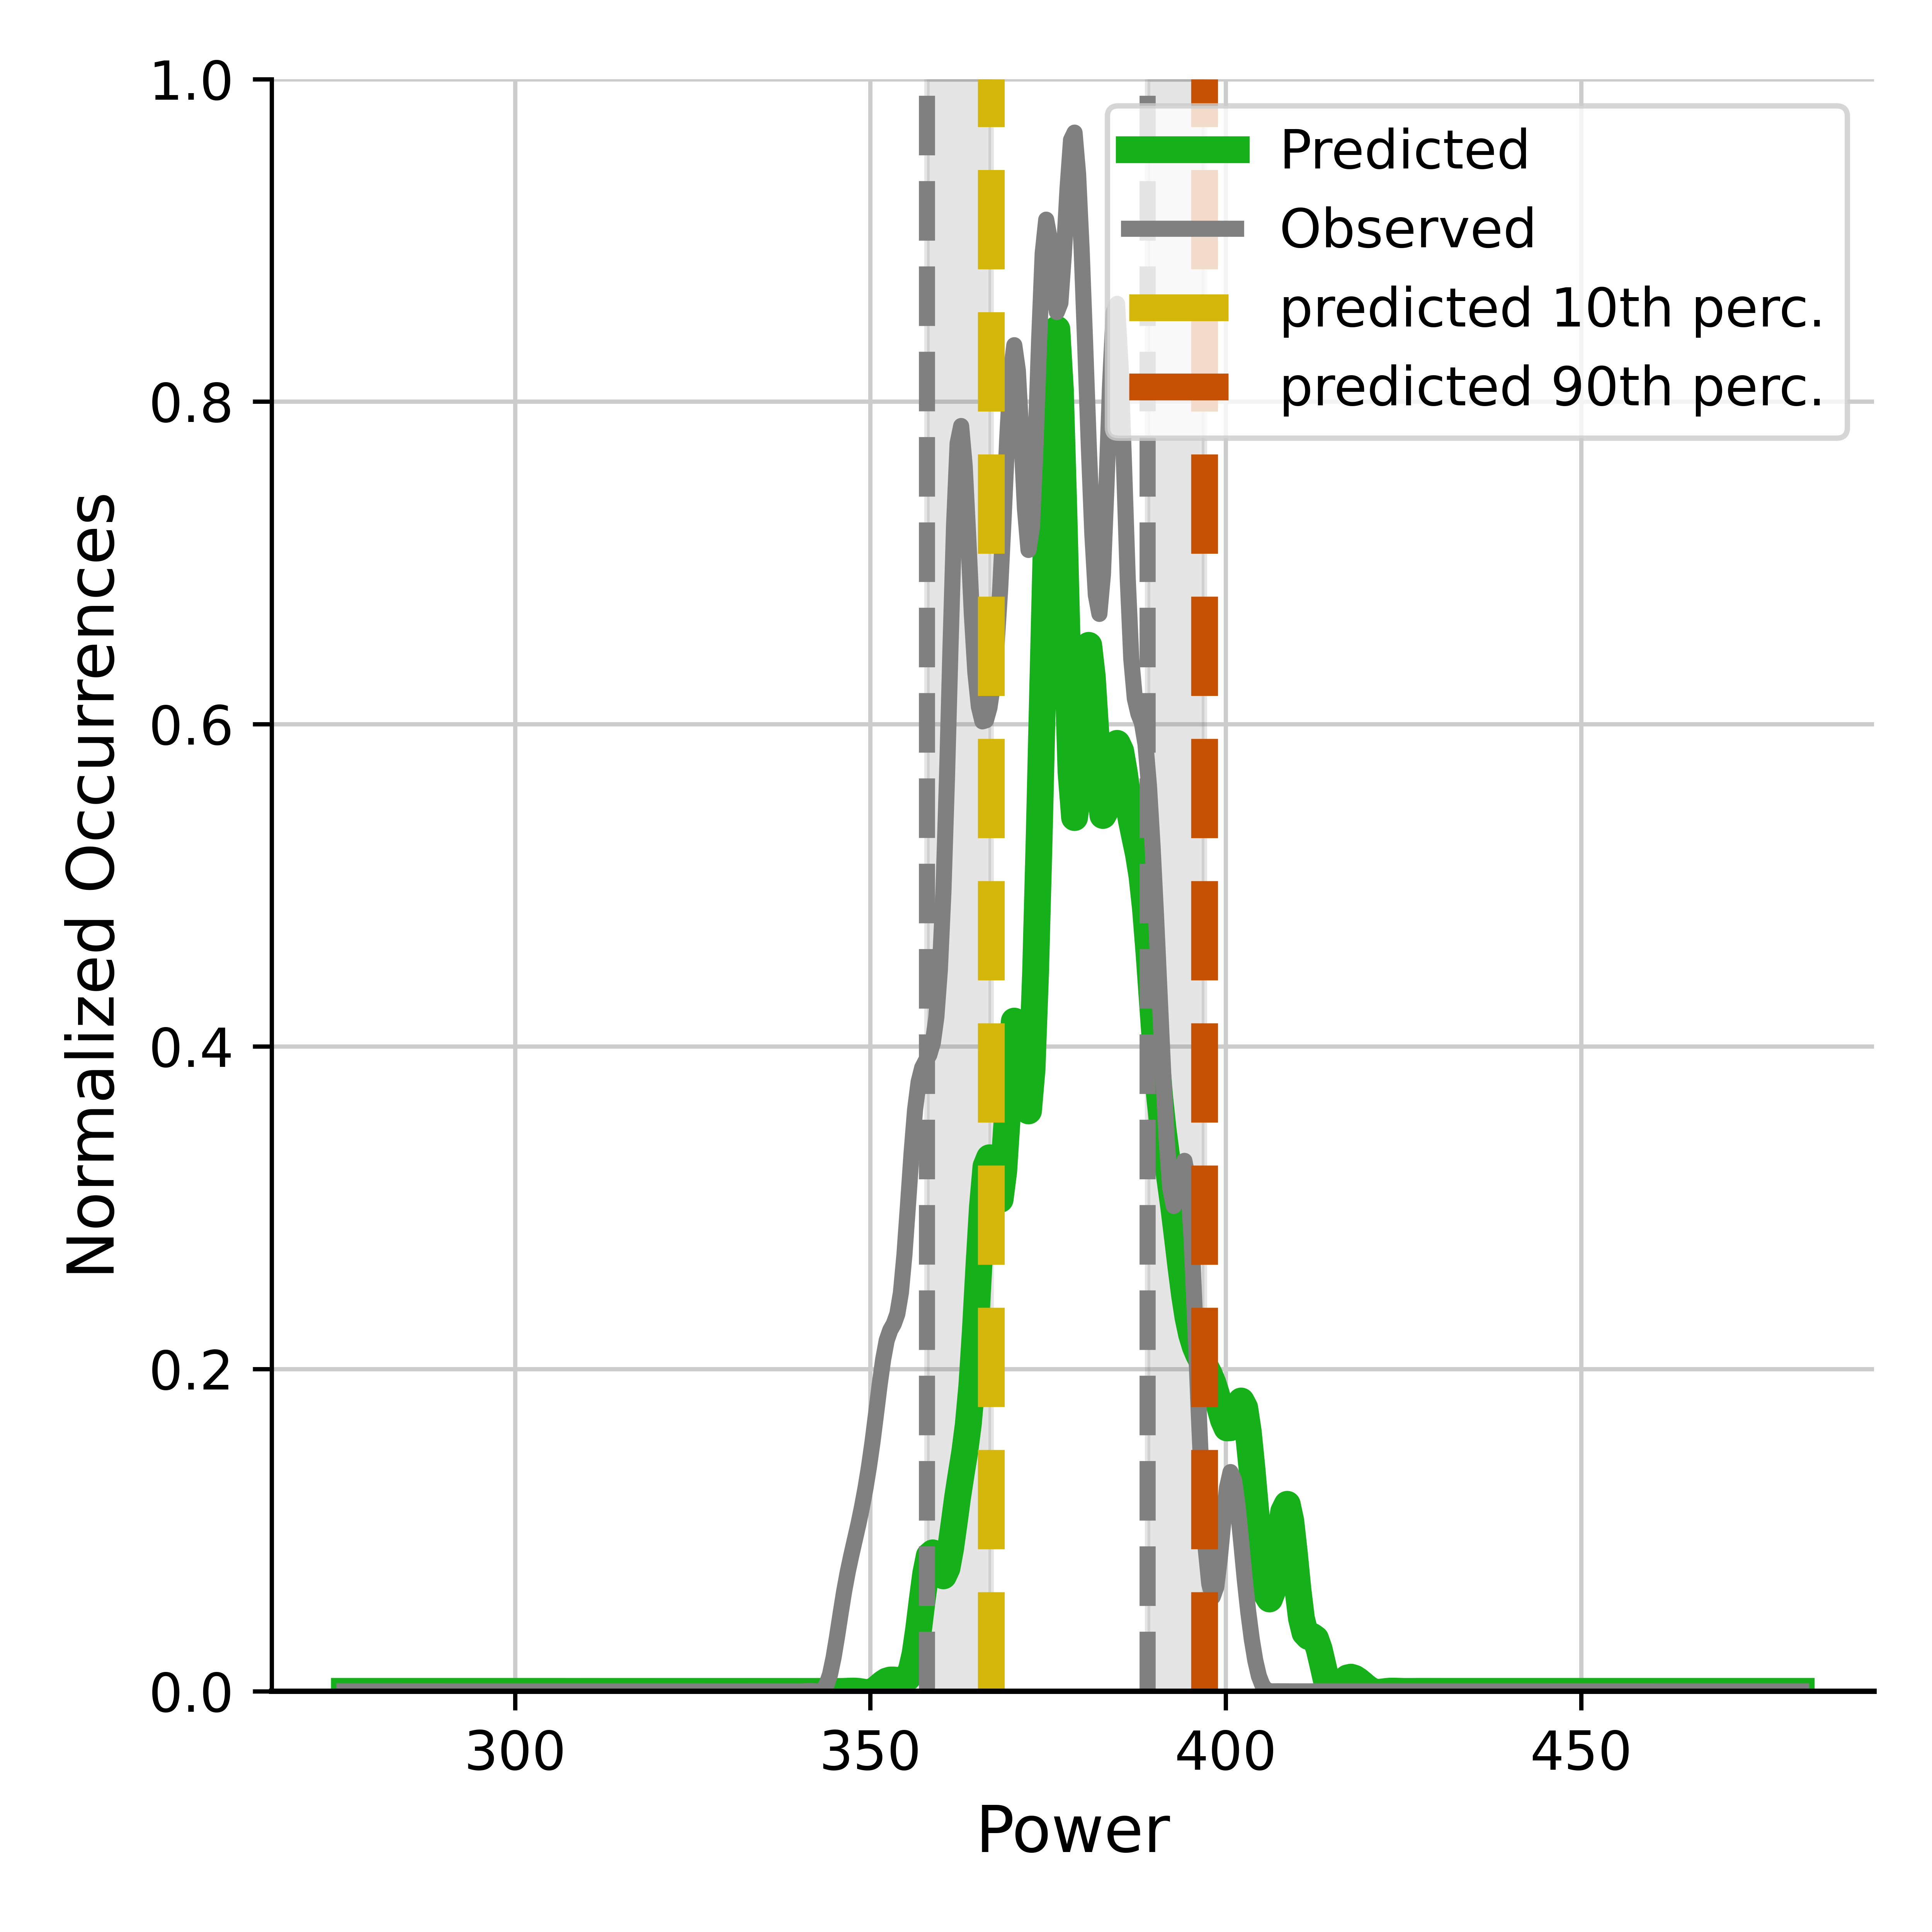 1.0
0.8
0.6
0.4
0.2
0.0
Normalized Occurrences
Predicted
Observed
predicted 10th perc.
predicted 90th perc.
300 350 400 450
Power